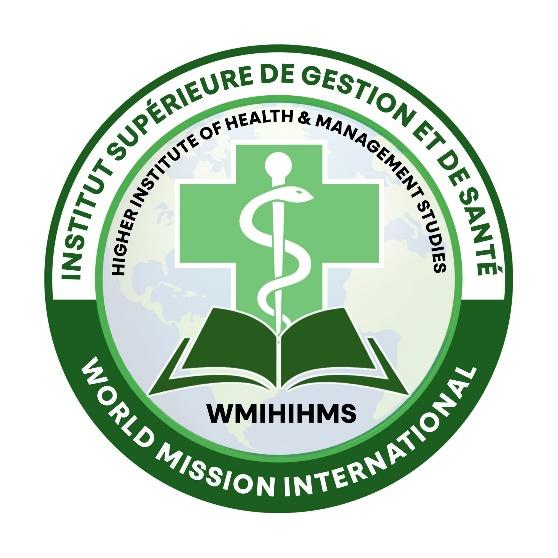 INSTITUT SUPÉRIEURE DE GESTION ET DE SANTÉ
HIGHER INSTITUTE OF HEALTH & MANAGEMENT STUDIES
WMIHIHMS
WORLD MISSION INTERNATIONAL